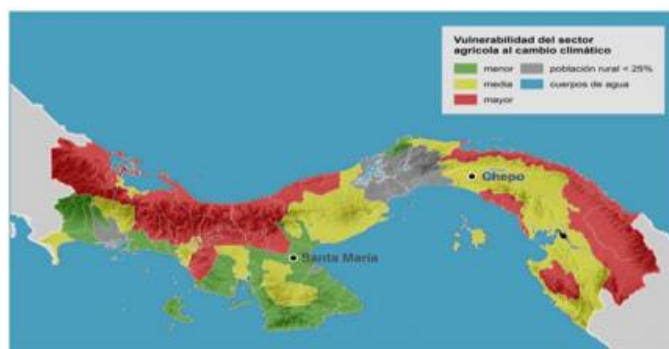 Vulnerabilidad del sector
agrícola al cambio climático
menor
población rural < 25%
media
cuerpos de agua
mayor
Chepo
Santa María